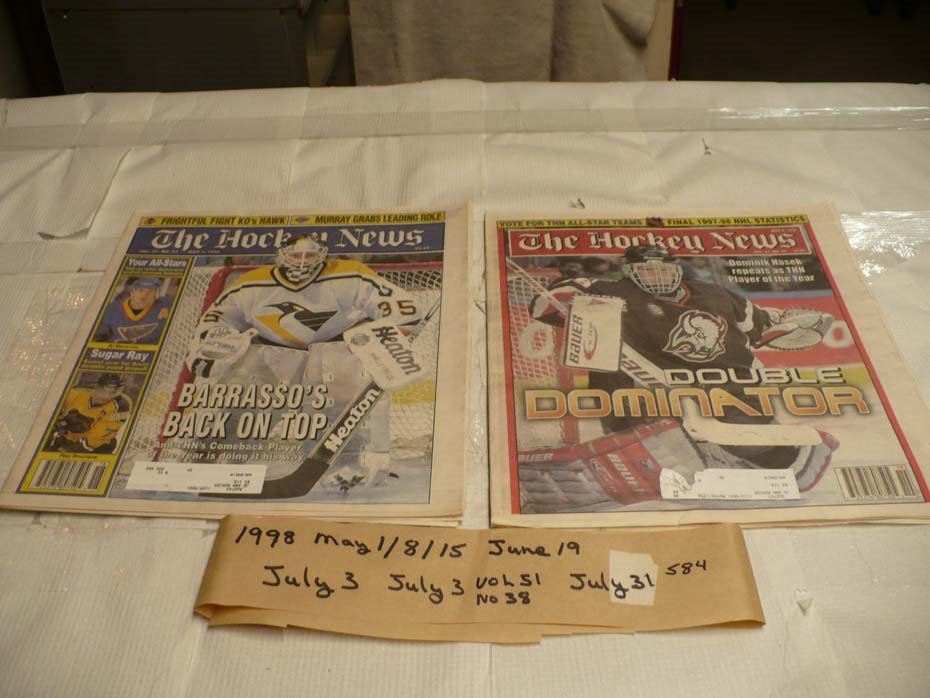 FRIGHTFUL FIGHT KO's HAWK
MURRAY GRABS LEADING ROLE
The Hockey News
Your All-Stars
Sugar Ray
35
Heaton
Heaton
BARRASSO'S
BACK ON TOP
And THN's Comeback Player
of the Year is doing it his way
VOTE FOR THN ALL-STAR TEAMS
FINAL 1997-98 NHL STATISTICS
The Hockey News
Dominik Hasek
repeats as THN
Player of the Year
BAUER
DOUBLE
DOMINATOR
BAUER
1998 May 1/8/15 June 19
July 3 July 3 VOL 51 July 31 584
No 38